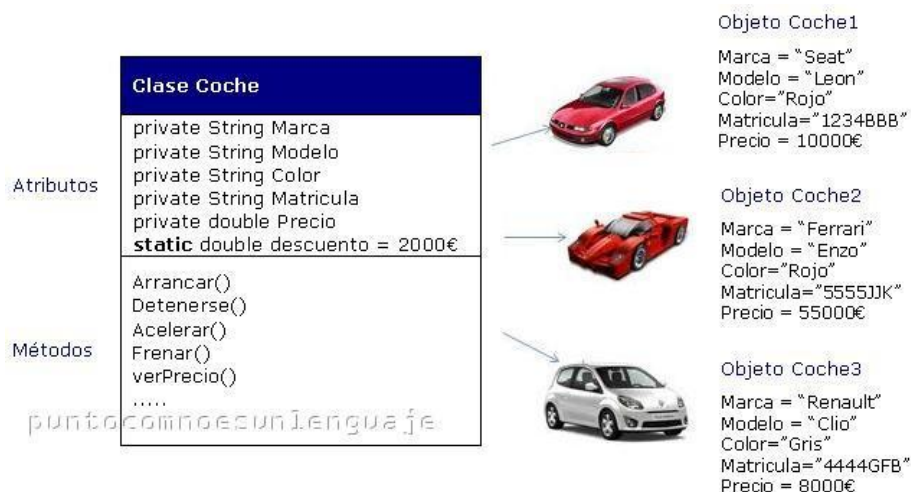 Clase Coche
Atributos
private String Marca
private String Modelo
private String Color
private String Matricula
private double Precio
static double descuento = 2000€
Métodos
Arrancar()
Detenerse()
Acelerar()
Frenar()
verPrecio()
.....
puntocomnoesunlenguaje
Objeto Coche1
Marca = "Seat"
Modelo = "Leon"
Color="Rojo"
Matricula="1234BBB"
Precio = 10000€
Objeto Coche2
Marca = "Ferrari"
Modelo = "Enzo"
Color="Rojo"
Matricula="5555JJK"
Precio = 55000€
Objeto Coche3
Marca = "Renault"
Modelo = "Clio"
Color="Gris"
Matricula="4444GFB"
Precio = 8000€